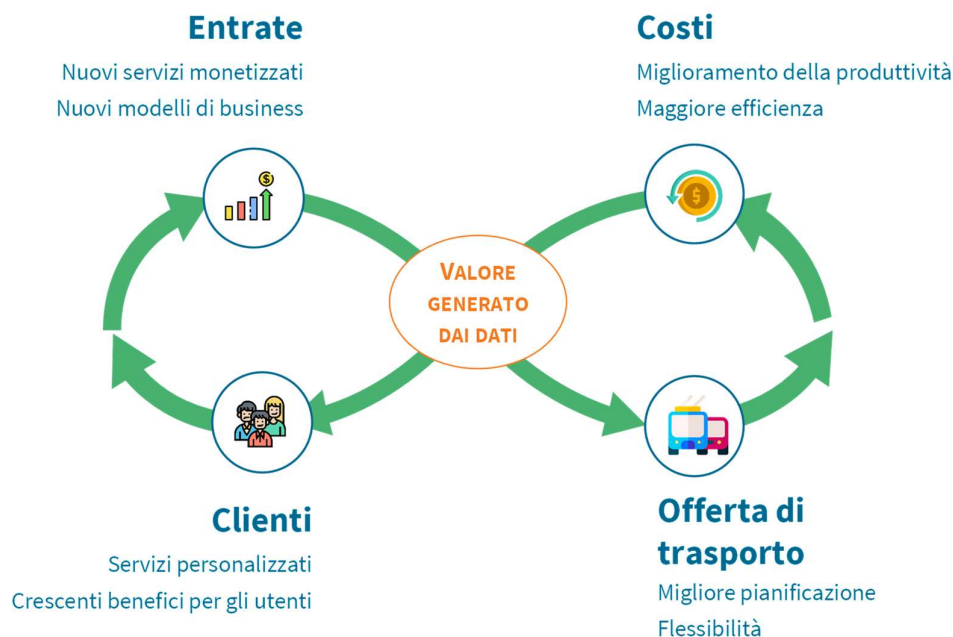 Entrate
Nuovi servizi monetizzati
Nuovi modelli di business
Costi
Miglioramento della produttività
Maggiore efficienza
VALORE
GENERATO
DAI DATI
Clienti
Servizi personalizzati
Crescenti benefici per gli utenti
Offerta di
trasporto
Migliore pianificazione
Flessibilità